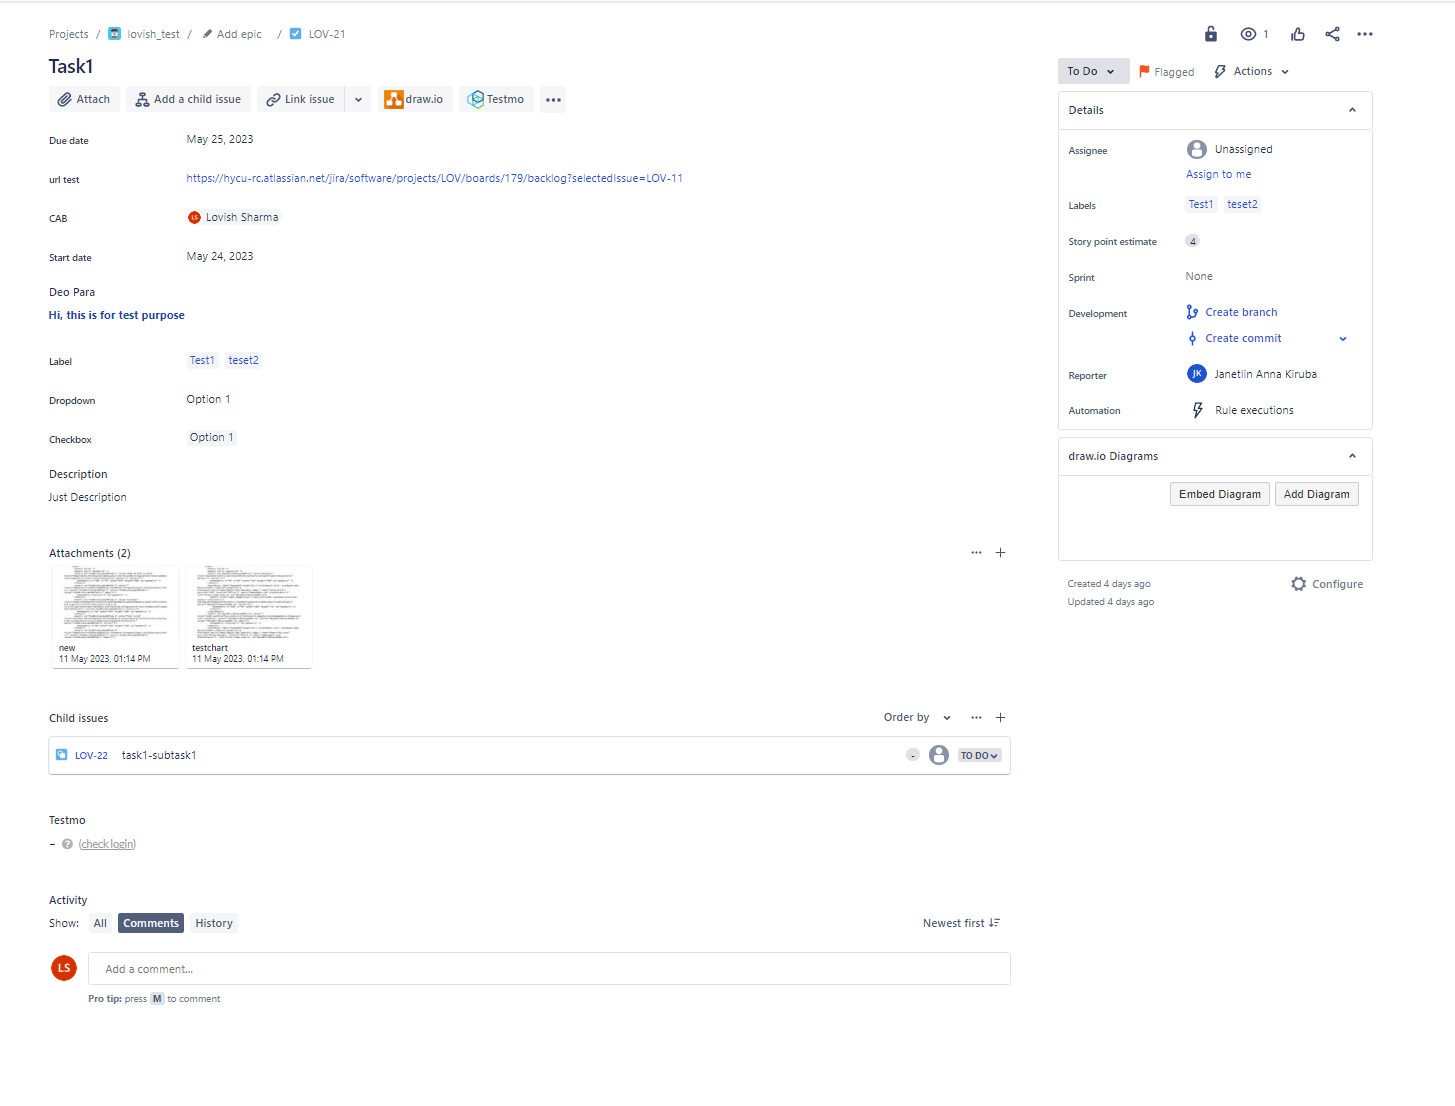 Projects / lovish_test / Add epic / LOV-21
1
Task1
To Do Flagged Actions
Attach Add a child issue Link issue draw.io Testmo
Due date May 25, 2023
url test https://hycu-rc.atlassian.net/jira/software/projects/LOV/boards/179/backlog?selectedIssue=LOV-11
CAB LS Lovish Sharma
Start date May 24, 2023
Deo Para
Hi, this is for test purpose
Label Test1 teset2
Dropdown Option 1
Checkbox Option 1
Description
Just Description
Attachments (2)
new
11 May 2023, 01:14 PM
testchart
11 May 2023, 01:14 PM
Child issues Order by
LOV-22 task1-subtask1 - TO DO
Testmo
– ? (check login)
Activity
Show: All Comments History Newest first
LS Add a comment...
Pro tip: press M to comment
Details
Assignee Unassigned
Assign to me
Labels Test1 teset2
Story point estimate 4
Sprint None
Development Create branch
Create commit
Reporter JK Janetlin Anna Kiruba
Automation Rule executions
draw.io Diagrams
Embed Diagram Add Diagram
Created 4 days ago Configure
Updated 4 days ago